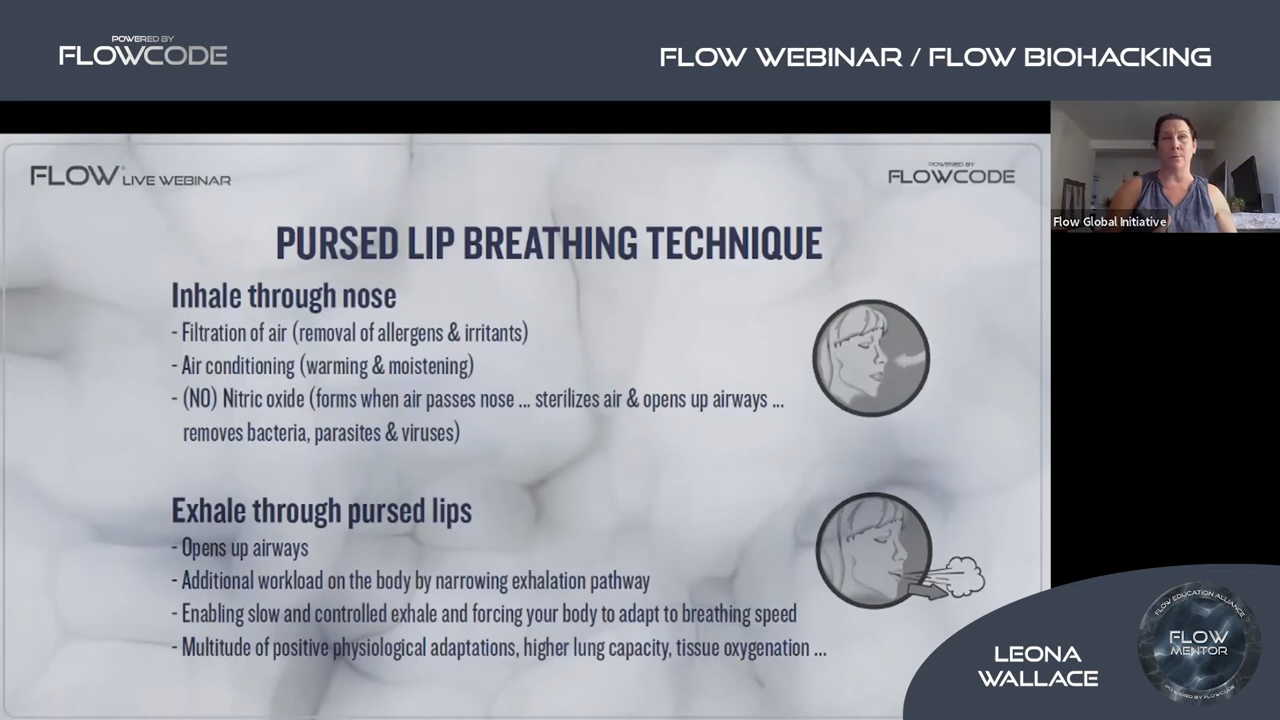 POWERED BY
FLOWCODE
FLOW WEBINAR / FLOW BIOHACKING
FLOW® LIVE WEBINAR
POWERED BY
FLOWCODE
PURSED LIP BREATHING TECHNIQUE
Inhale through nose
- Filtration of air (removal of allergens & irritants)
- Air conditioning (warming & moistening)
- (NO) Nitric oxide (forms when air passes nose ... sterilizes air & opens up airways ...
removes bacteria, parasites & viruses)
Exhale through pursed lips
- Opens up airways
- Additional workload on the body by narrowing exhalation pathway
- Enabling slow and controlled exhale and forcing your body to adapt to breathing speed
- Multitude of positive physiological adaptations, higher lung capacity, tissue oxygenation ...
Flow Global Initiative
LEONA
WALLACE
FLOW EDUCATION ALLIANCE
FLOW
MENTOR
POWERED BY FLOWCODE